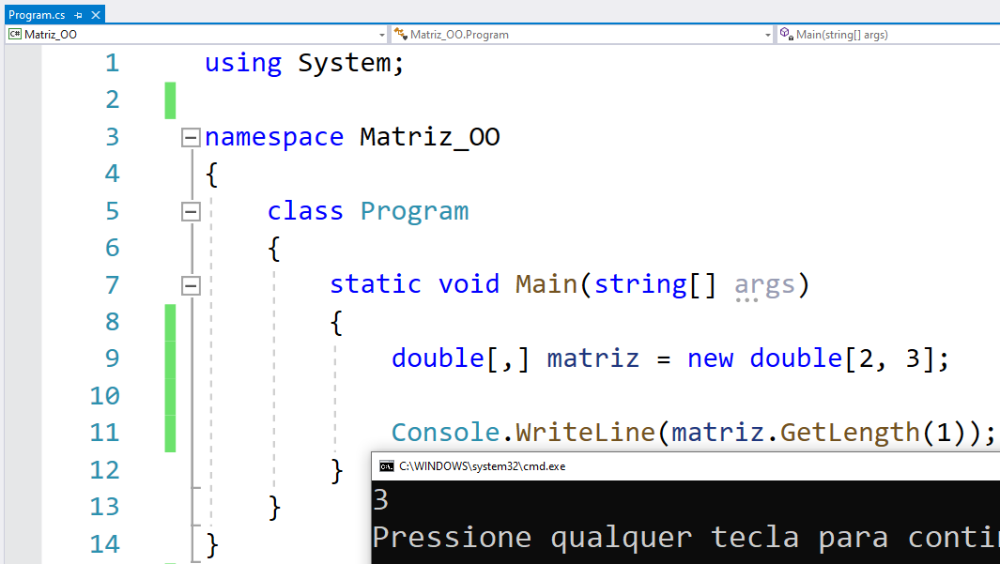 Program.cs
C# Matriz_OO
Matriz_OO.Program
Main(string[] args)
1 using System;
2
3 namespace Matriz_OO
4 {
5 class Program
6 {
7 static void Main(string[] args)
8 {
9 double[,] matriz = new double[2, 3];
10
11 Console.WriteLine(matriz.GetLength(1));
12 }
13 }
14 }
C:\WINDOWS\system32\cmd.exe
3
Pressione qualquer tecla para contin